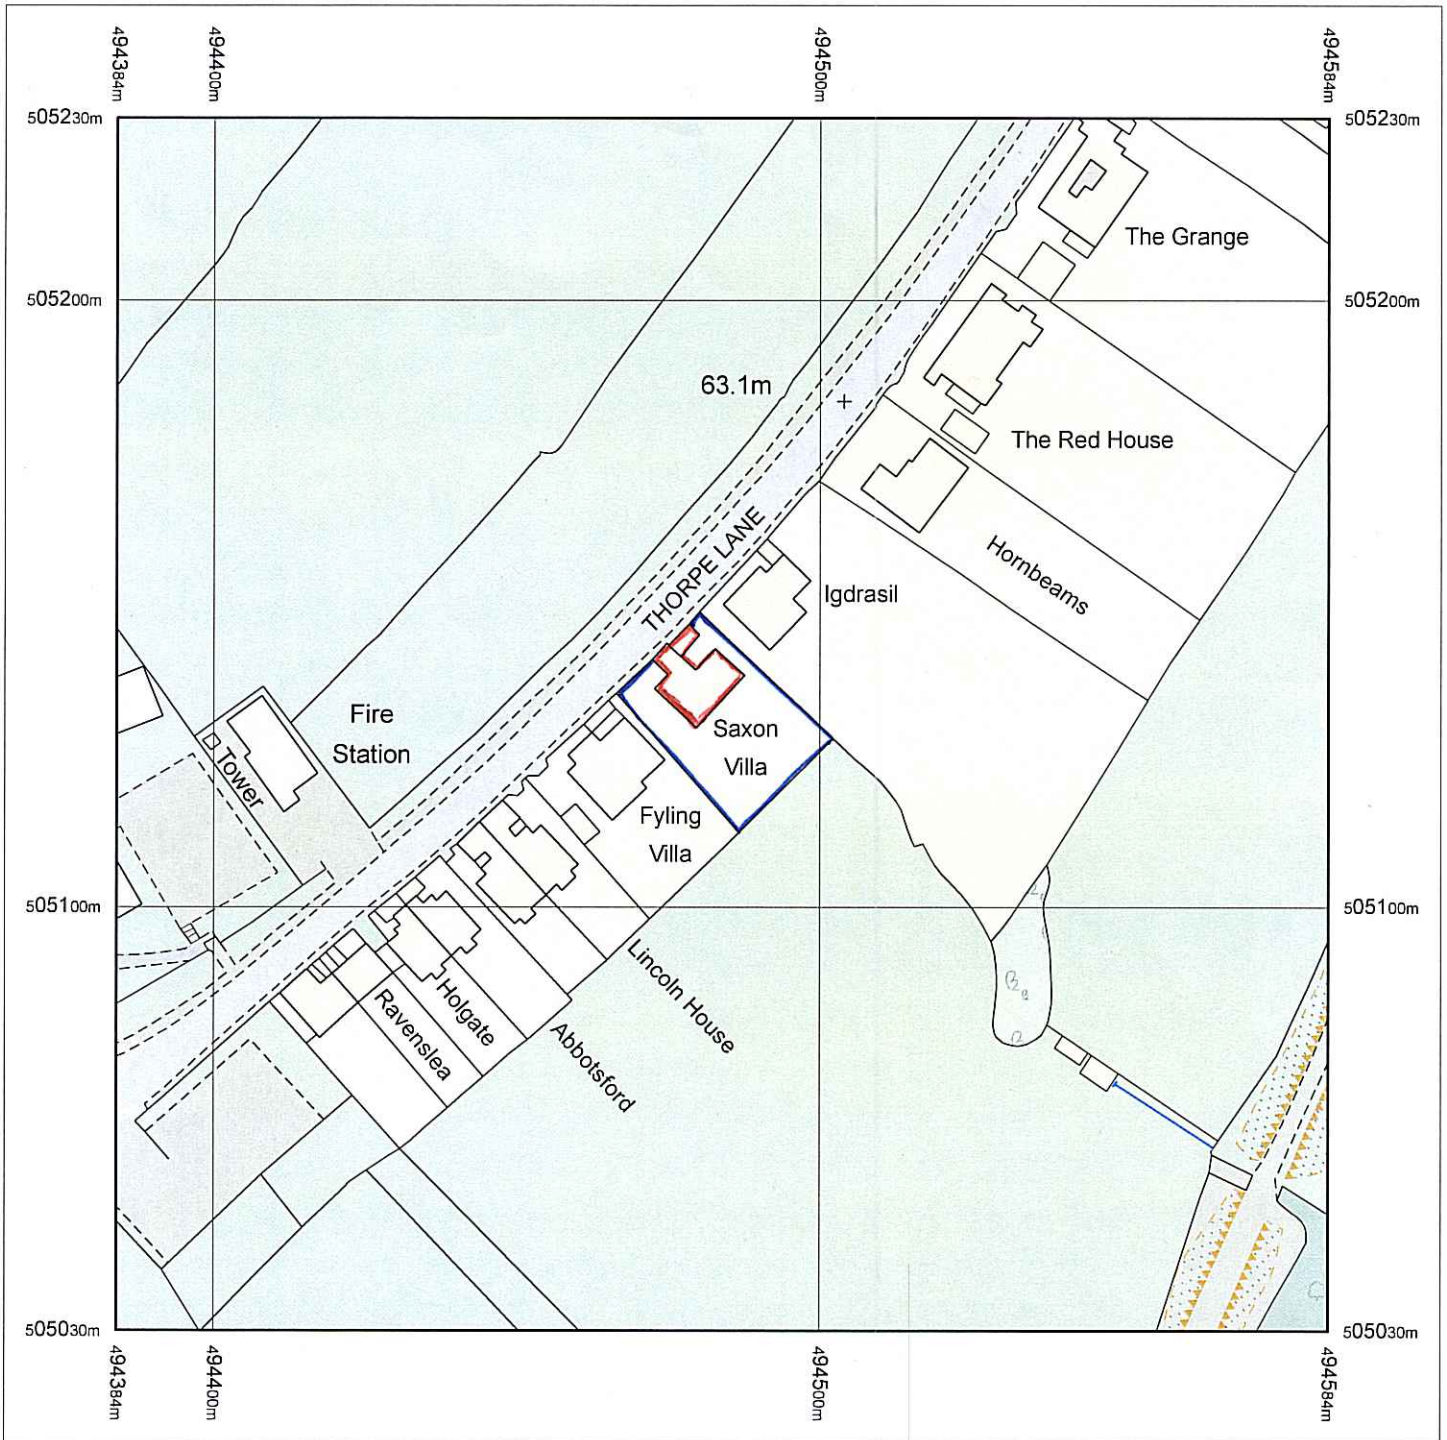 494384m
494400m
494500m
494584m
505230m
505230m
The Grange
505200m
505200m
63.1m
The Red House
THORPE LANE
Hornbeams
Igdrasil
Fire
Station
Tower
Saxon
Villa
Fyling
Villa
505100m
505100m
Lincoln House
Holgate
Ravenslea
Abbotsford
505030m
505030m
494384m
494400m
494500m
494584m